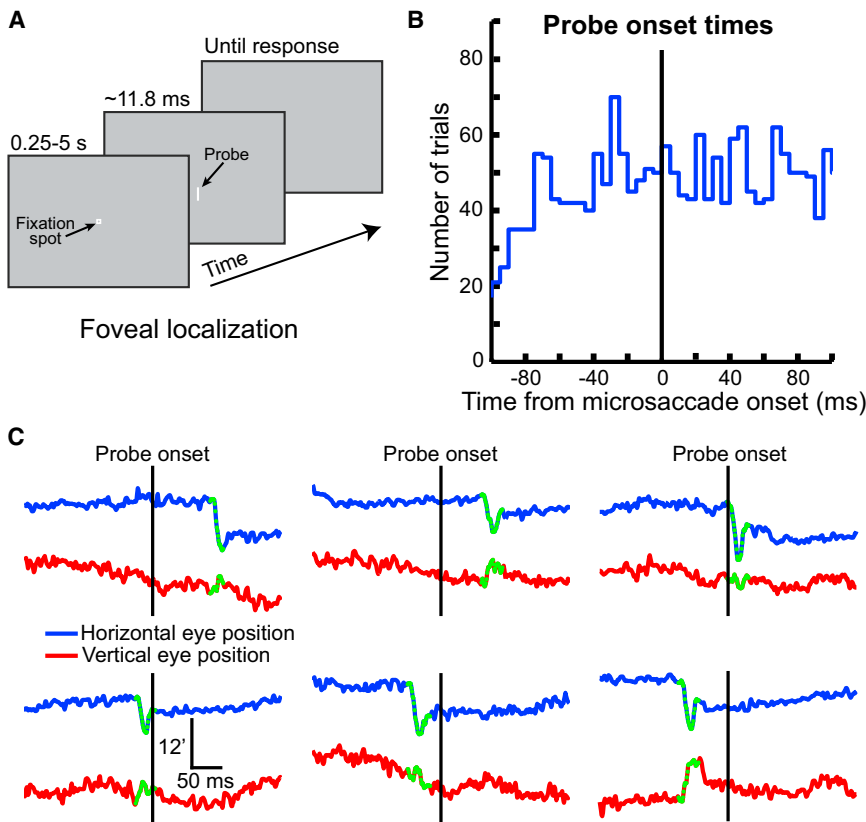 A
Until response
~11.8 ms
0.25-5 s
Probe
Fixation
spot
Time
Foveal localization
B
Probe onset times
Number of trials
80
60
40
20
0
-80 -40 0 40 80
Time from microsaccade onset (ms)
C
Probe onset Probe onset Probe onset
Horizontal eye position
Vertical eye position
12'
50 ms